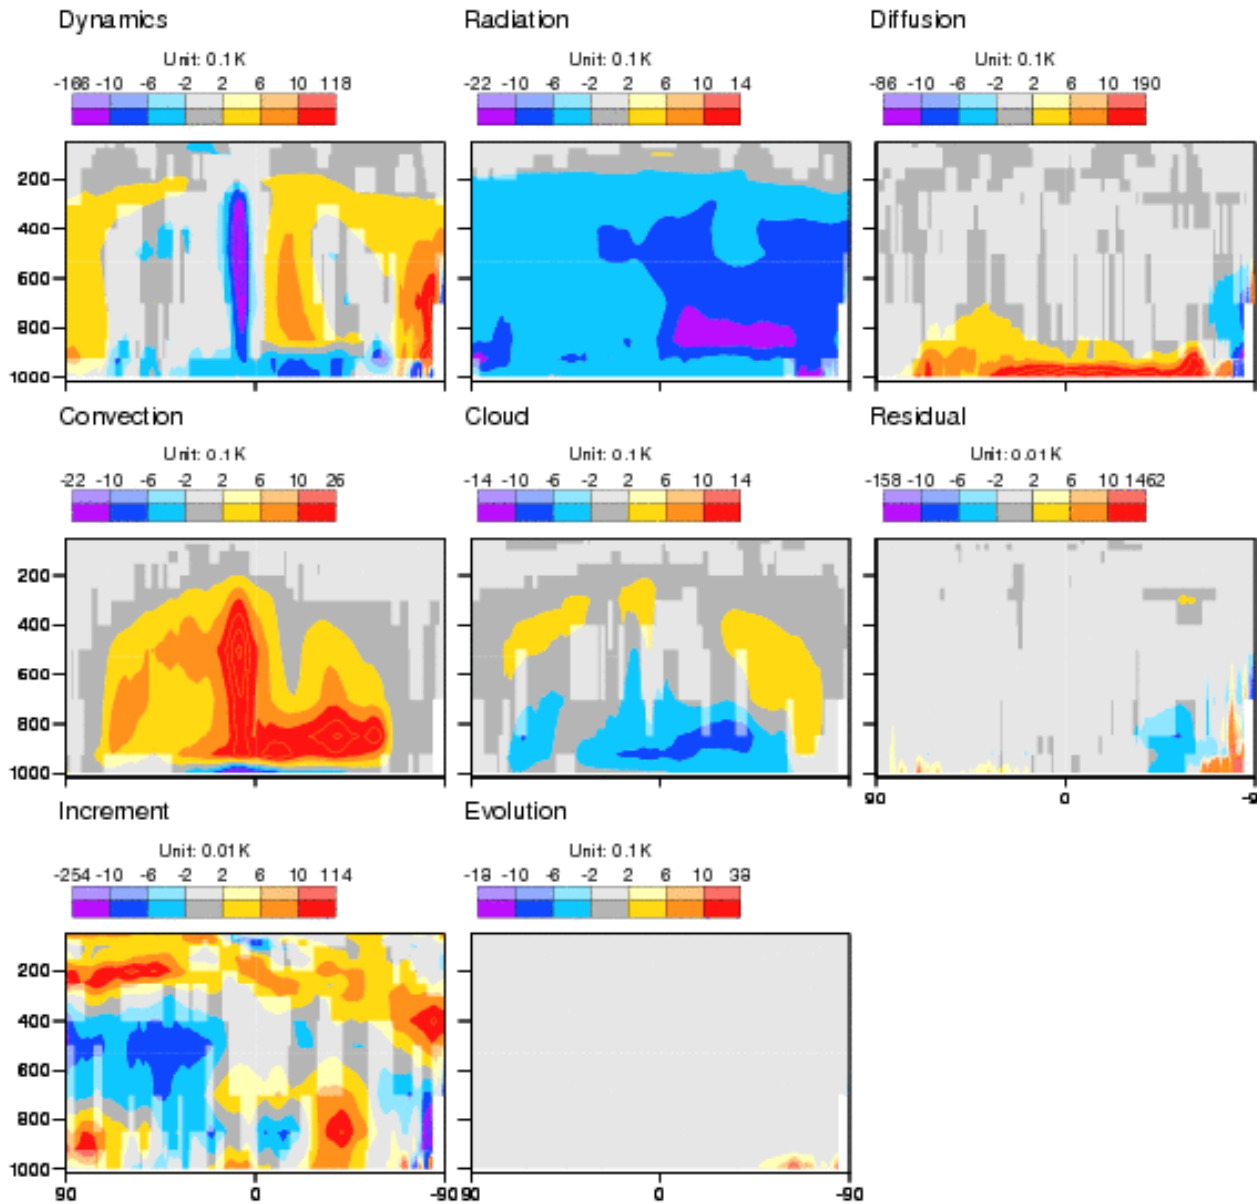 Dynamics Radiation Diffusion
Unit: 0.1K Unit: 0.1K Unit: 0.1K
-166 -10 -6 -2 2 6 10 118 -22 -10 -6 -2 2 6 10 14 -86 -10 -6 -2 2 6 10 190
200
400
600
800
1000
Convection Cloud Residual
Unit: 0.1K Unit: 0.1K Unit: 0.01K
-22 -10 -6 -2 2 6 10 26 -14 -10 -6 -2 2 6 10 14 -158 -10 -6 -2 2 6 10 1462
200
400
600
800
1000
90 0 -9
Increment Evolution
Unit: 0.01K Unit: 0.1K
-254 -10 -6 -2 2 6 10 114 -18 -10 -6 -2 2 6 10 38
200
400
600
800
1000
90 0 -90 90 0 -90